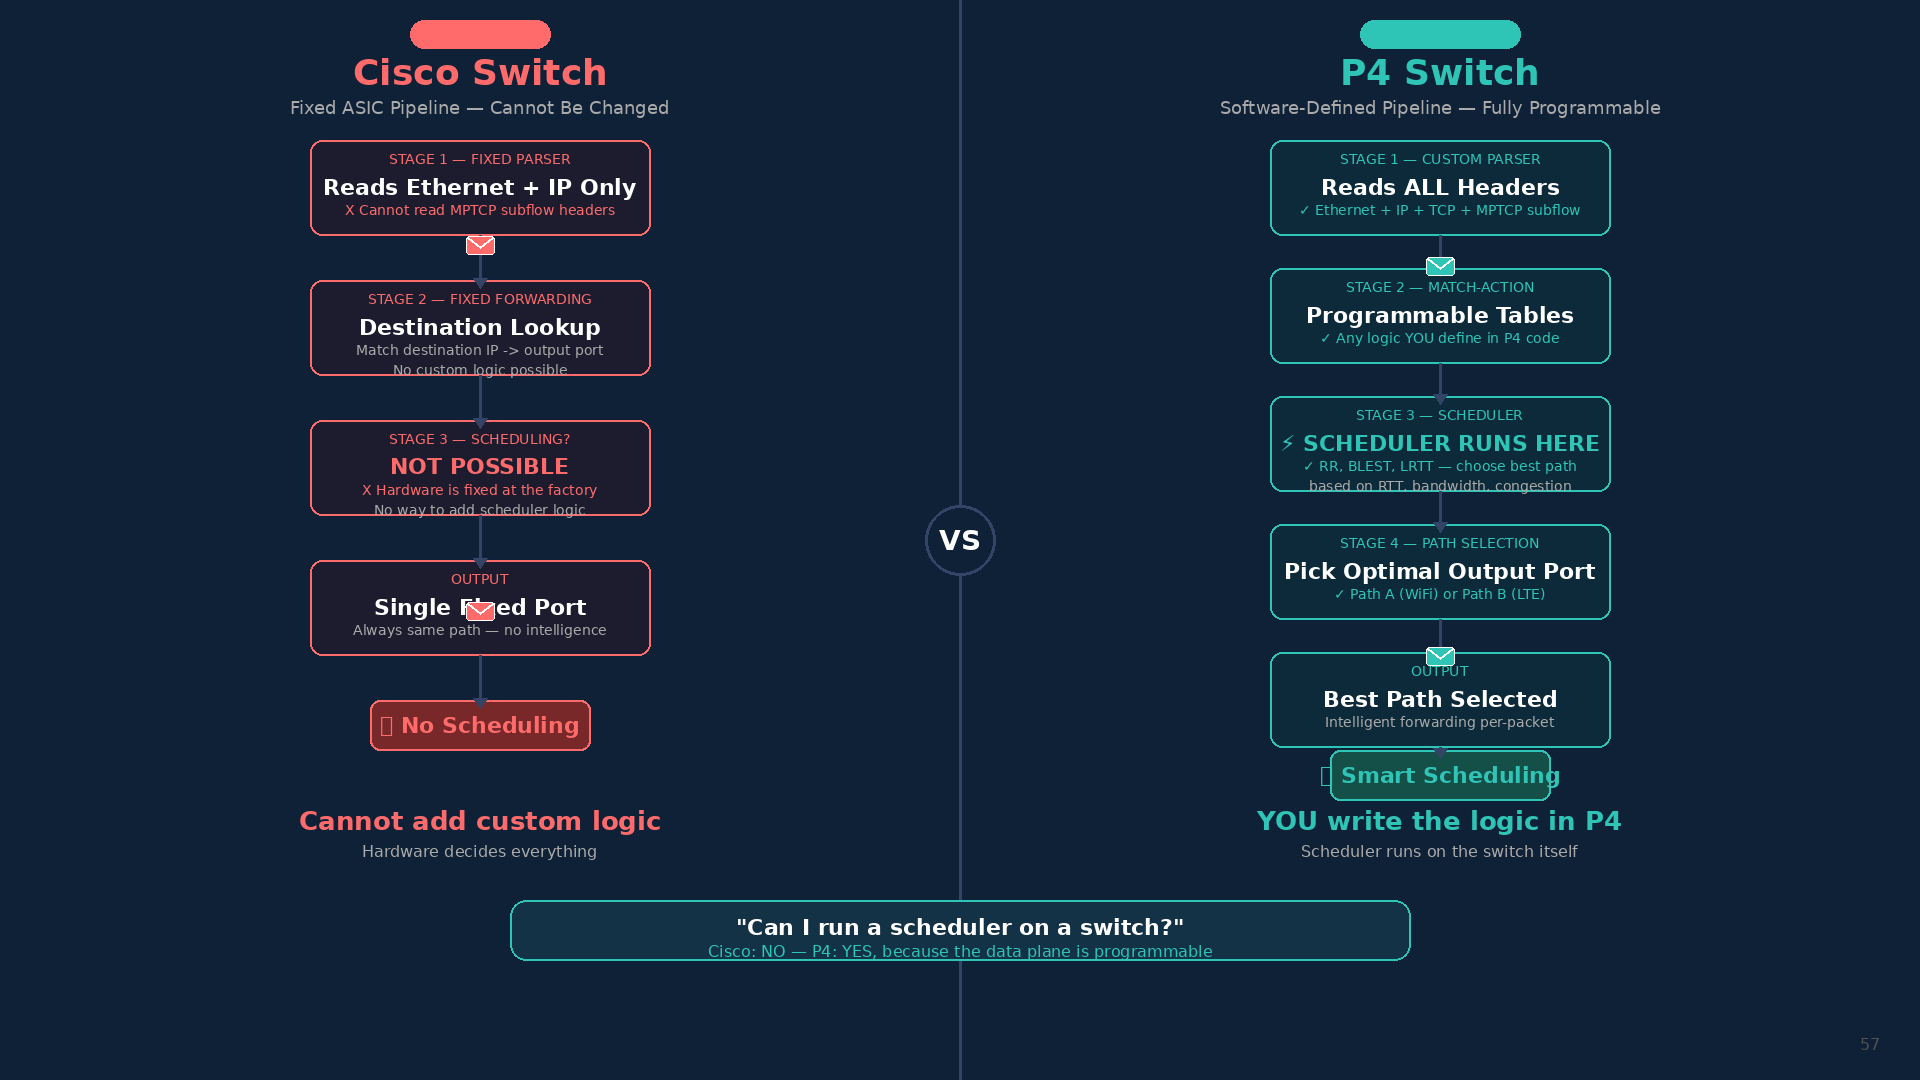 Cisco Switch
Fixed ASIC Pipeline — Cannot Be Changed
STAGE 1 — FIXED PARSER
Reads Ethernet + IP Only
X Cannot read MPTCP subflow headers
STAGE 2 — FIXED FORWARDING
Destination Lookup
Match destination IP -> output port
No custom logic possible
STAGE 3 — SCHEDULING?
NOT POSSIBLE
X Hardware is fixed at the factory
No way to add scheduler logic
OUTPUT
Single Fixed Port
Always same path — no intelligence
No Scheduling
Cannot add custom logic
Hardware decides everything
VS
P4 Switch
Software-Defined Pipeline — Fully Programmable
STAGE 1 — CUSTOM PARSER
Reads ALL Headers
✓ Ethernet + IP + TCP + MPTCP subflow
STAGE 2 — MATCH-ACTION
Programmable Tables
✓ Any logic YOU define in P4 code
STAGE 3 — SCHEDULER
⚡ SCHEDULER RUNS HERE
✓ RR, BLEST, LRTT — choose best path
based on RTT, bandwidth, congestion
STAGE 4 — PATH SELECTION
Pick Optimal Output Port
✓ Path A (WiFi) or Path B (LTE)
OUTPUT
Best Path Selected
Intelligent forwarding per-packet
Smart Scheduling
YOU write the logic in P4
Scheduler runs on the switch itself
"Can I run a scheduler on a switch?"
Cisco: NO — P4: YES, because the data plane is programmable
57